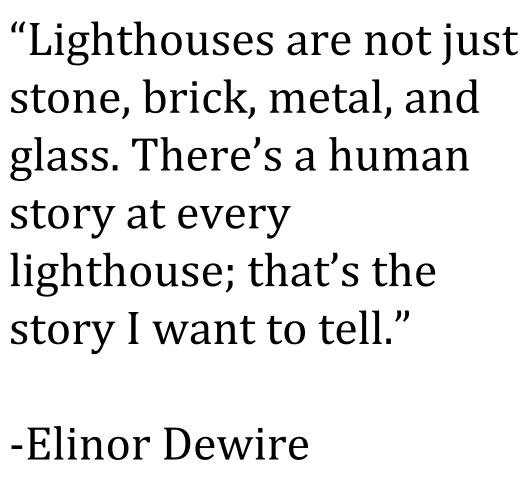 “Lighthouses are not just
stone, brick, metal, and
glass. There’s a human
story at every
lighthouse; that’s the
story I want to tell.”
-Elinor Dewire